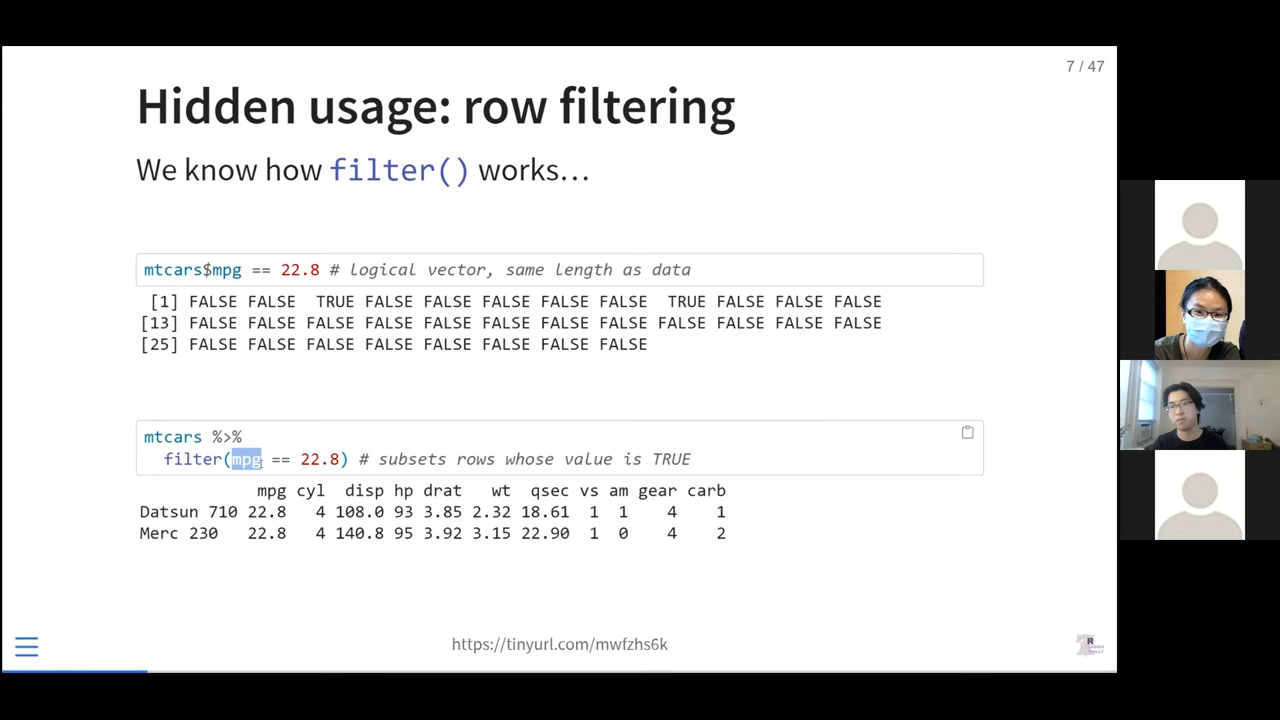 7 / 47
Hidden usage: row filtering
We know how filter() works…
mtcars$mpg == 22.8 # logical vector, same length as data
[1] FALSE FALSE TRUE FALSE FALSE FALSE FALSE FALSE TRUE FALSE FALSE FALSE
[13] FALSE FALSE FALSE FALSE FALSE FALSE FALSE FALSE FALSE FALSE FALSE FALSE
[25] FALSE FALSE FALSE FALSE FALSE FALSE FALSE FALSE
mtcars %>%
filter(mpg == 22.8) # subsets rows whose value is TRUE
mpg cyl disp hp drat wt qsec vs am gear carb
Datsun 710 22.8 4 108.0 93 3.85 2.32 18.61 1 1 4 1
Merc 230 22.8 4 140.8 95 3.92 3.15 22.90 1 0 4 2
https://tinyurl.com/mwfzhs6k
R